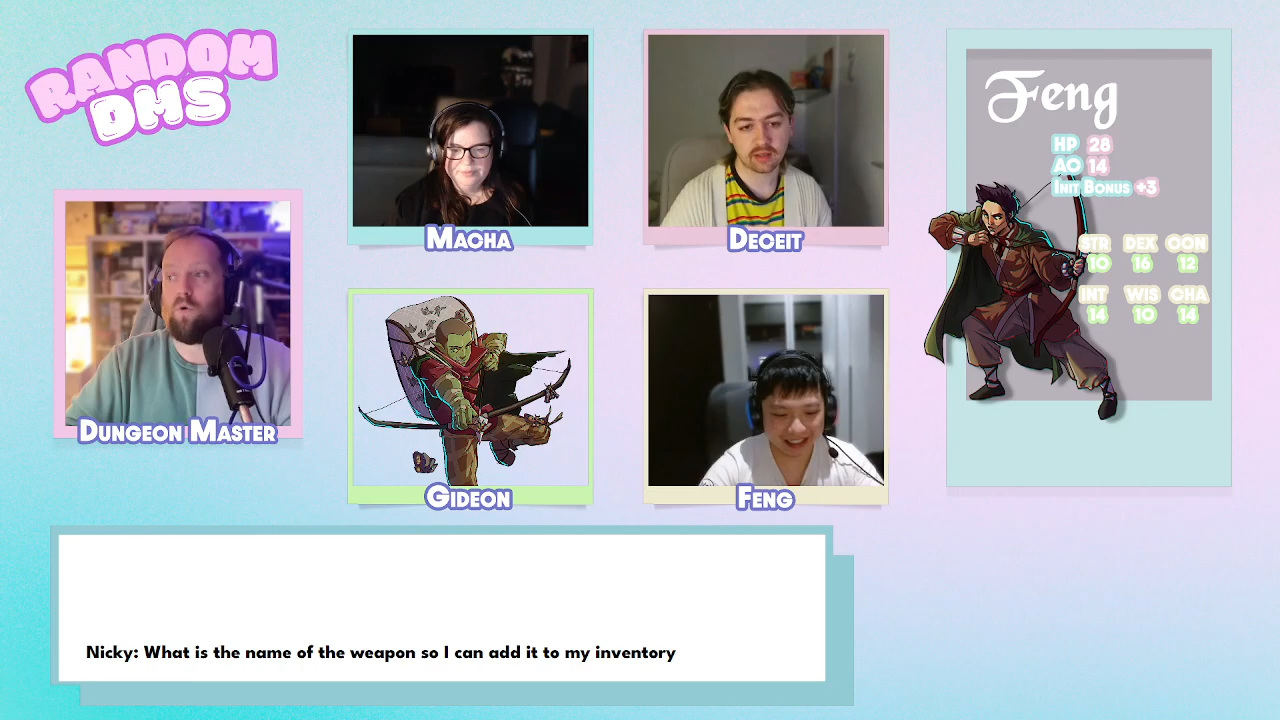 RANDOM
DMS
Dungeon Master
Macha
Deceit
Gideon
Feng
Feng
HP 28
AC 14
Init Bonus +3
STR DEX CON
10 16 12
INT WIS CHA
14 10 14
Nicky: What is the name of the weapon so I can add it to my inventory